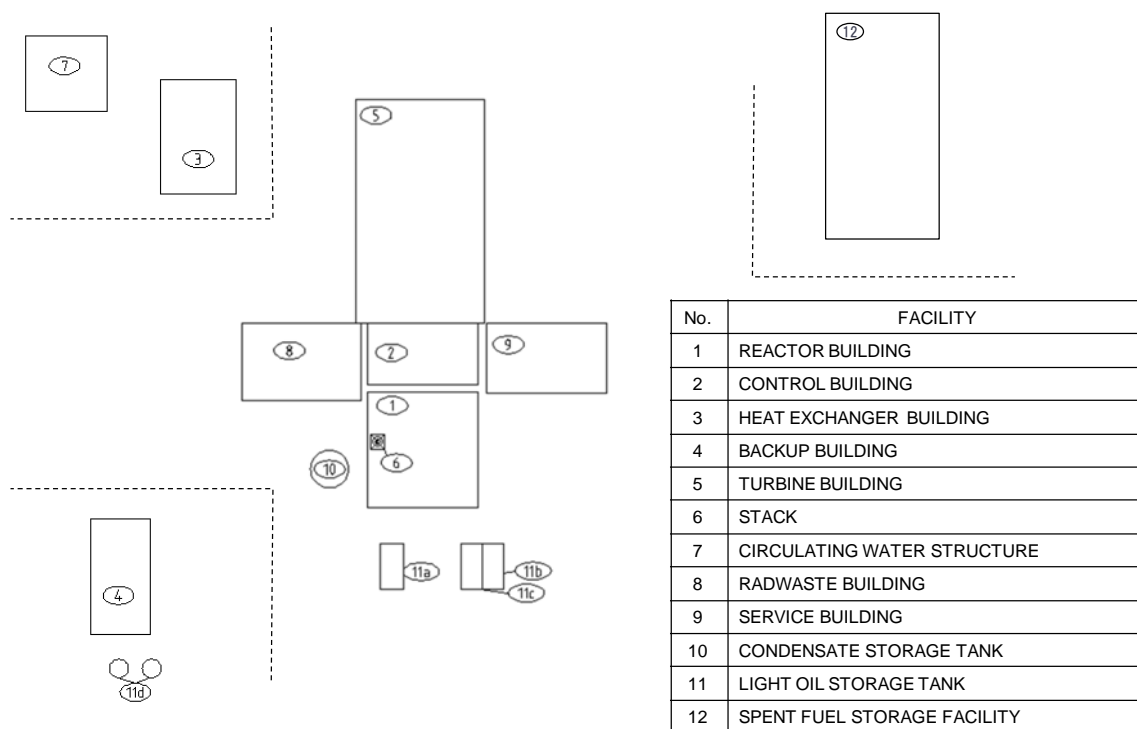 7
12
5
3
8
2
9
1
6
10
11a
11b
11c
4
11d
No. FACILITY
1 REACTOR BUILDING
2 CONTROL BUILDING
3 HEAT EXCHANGER BUILDING
4 BACKUP BUILDING
5 TURBINE BUILDING
6 STACK
7 CIRCULATING WATER STRUCTURE
8 RADWASTE BUILDING
9 SERVICE BUILDING
10 CONDENSATE STORAGE TANK
11 LIGHT OIL STORAGE TANK
12 SPENT FUEL STORAGE FACILITY